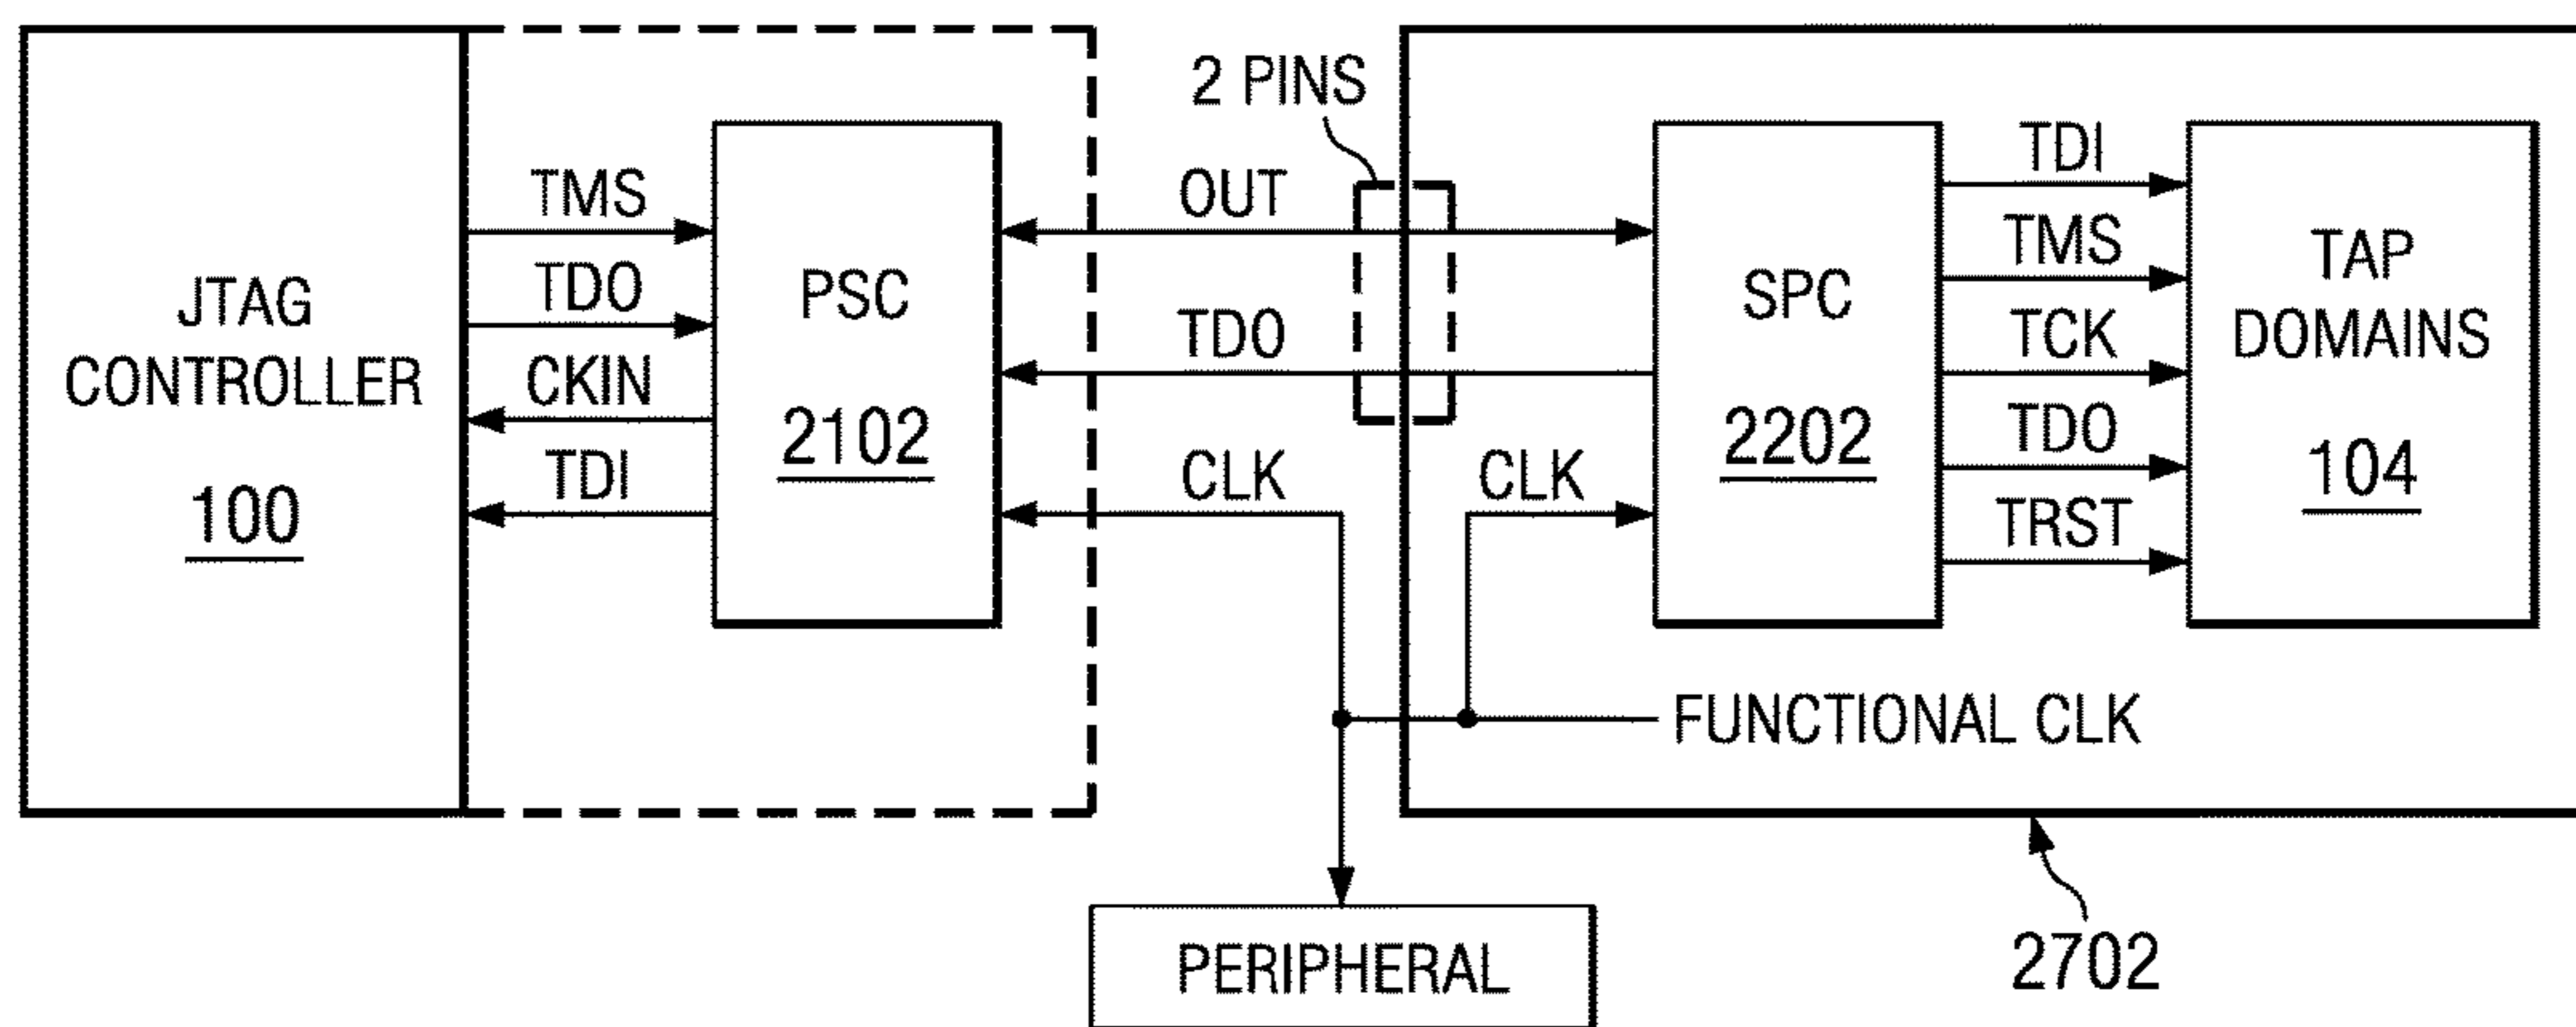 JTAG
CONTROLLER
100
TMS
TDO
CKIN
TDI
PSC
2102
OUT
TDO
CLK
2 PINS
CLK
SPC
2202
TDI
TMS
TCK
TDO
TRST
TAP
DOMAINS
104
FUNCTIONAL CLK
PERIPHERAL
2702